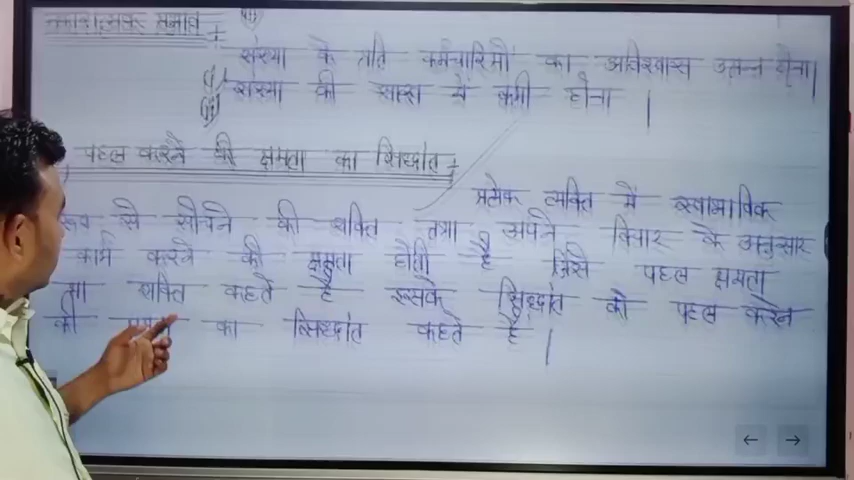 नकारात्मक प्रभाव :-
(ii) संस्था के प्रति कर्मचारियों का अविश्वास उत्पन्न होना।
(iii) संस्था की साख में कमी होना।
पहल करने की क्षमता का सिद्धांत :-
प्रत्येक व्यक्ति में स्वाभाविक
रूप से सोचने की शक्ति तथा अपने विचार के अनुसार
कार्म करने की क्षमता होती है जिसे पहल क्षमता
या शक्ति कहते है इसके सिद्धांत को पहल करने
की का सिद्धांत कहते है।